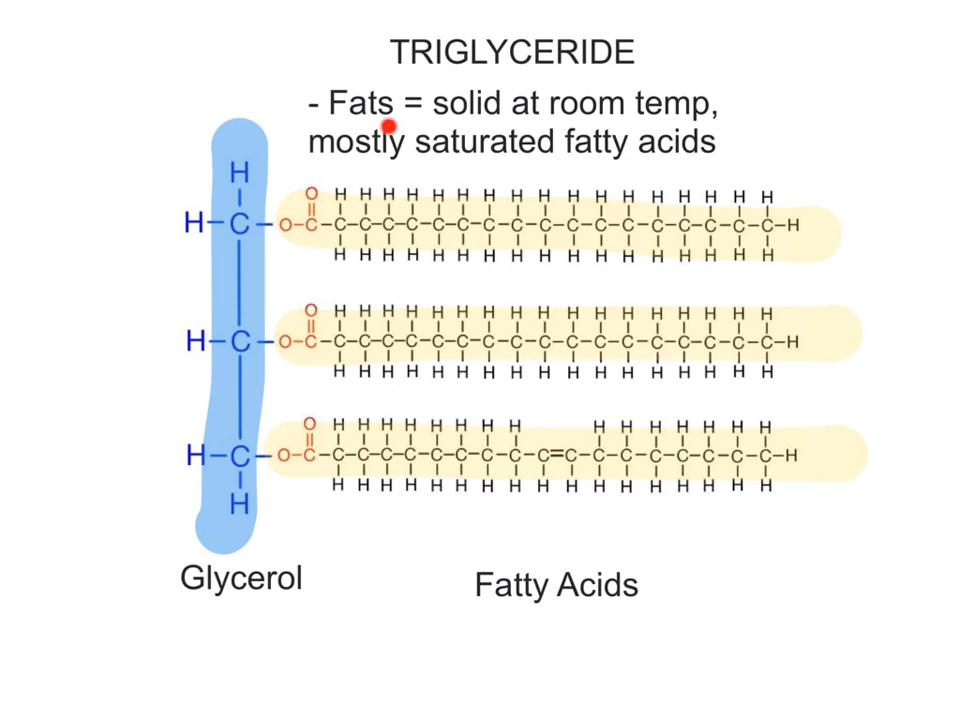 TRIGLYCERIDE
- Fats = solid at room temp,
mostly saturated fatty acids
H
O H H H H H H H H H H H H H H H H H
H–C–O–C–C–C–C–C–C–C–C–C–C–C–C–C–C–C–C–C–C–H
H H H H H H H H H H H H H H H H H
O H H H H H H H H H H H H H H H H H
H–C–O–C–C–C–C–C–C–C–C–C–C–C–C–C–C–C–C–C–C–H
H H H H H H H H H H H H H H H H H
O H H H H H H H H H H H H H H H
H–C–O–C–C–C–C–C–C–C–C–C–C=C–C–C–C–C–C–C–C–H
H H H H H H H H H H H H H H H H H
H
Glycerol
Fatty Acids